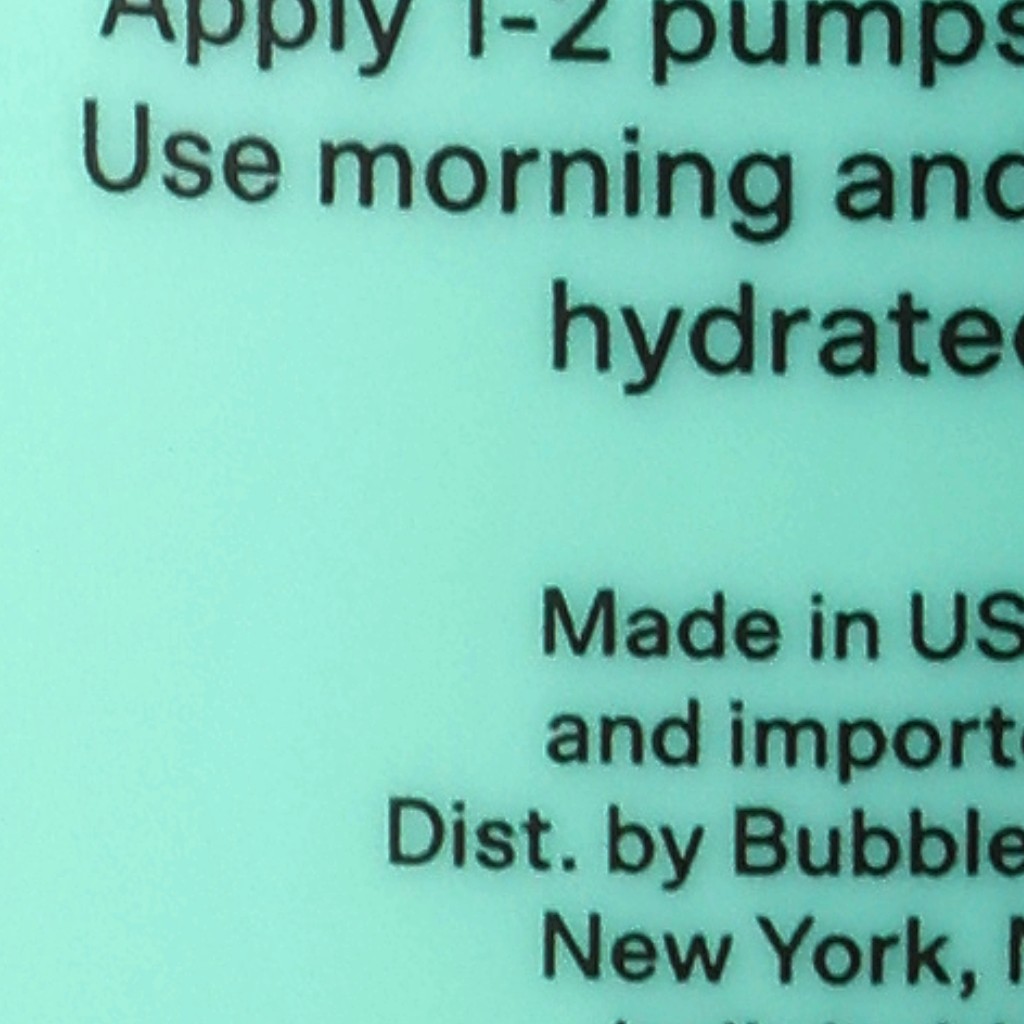 Apply 1-2 pumps
Use morning and
hydrated
Made in US
and import
Dist. by Bubble
New York,